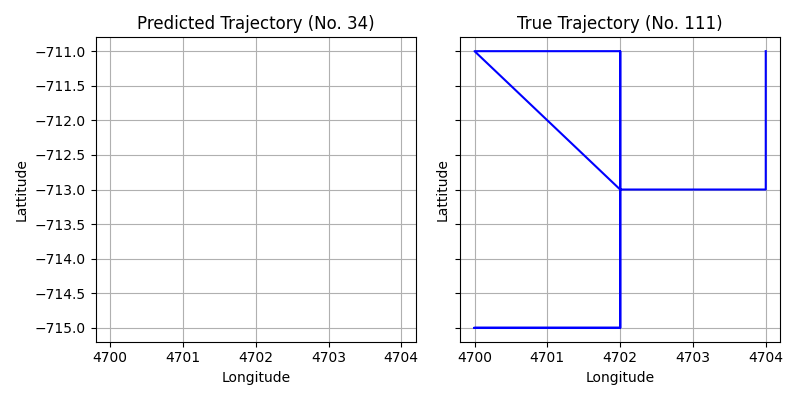 Predicted Trajectory (No. 34)
True Trajectory (No. 111)
−711.0
−711.5
−712.0
−712.5
−713.0
−713.5
−714.0
−714.5
−715.0
Lattitude
Lattitude
4700 4701 4702 4703 4704
4700 4701 4702 4703 4704
Longitude
Longitude